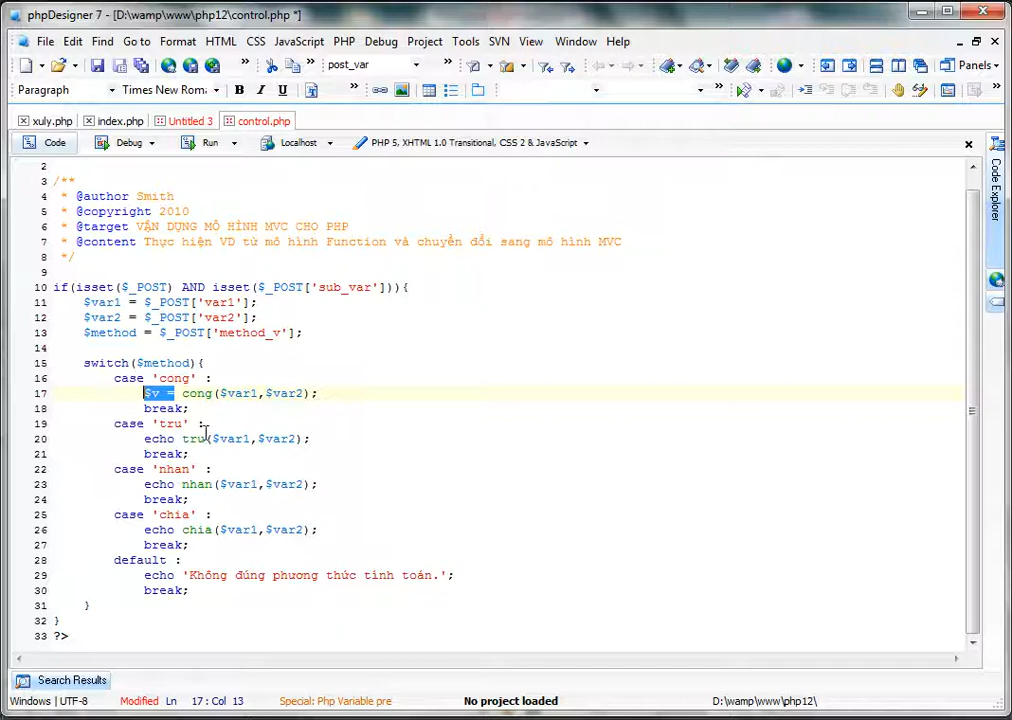 phpDesigner 7 - [D:\wamp\www\php12\control.php *]
File Edit Find Go to Format HTML CSS JavaScript PHP Debug Project Tools SVN View Window Help
post_var Panels
Paragraph Times New Rom B I U
xuly.php index.php Untitled 3 control.php
Code Debug Run Localhost PHP 5, XHTML 1.0 Transitional, CSS 2 & JavaScript
Code Explorer
2
3 /**
4 * @author Smith
5 * @copyright 2010
6 * @target VẬN DỤNG MÔ HÌNH MVC CHO PHP
7 * @content Thực hiện VD từ mô hình Function và chuyển đổi sang mô hình MVC
8 */
9
10 if(isset($_POST) AND isset($_POST['sub_var'])){
11 $var1 = $_POST['var1'];
12 $var2 = $_POST['var2'];
13 $method = $_POST['method_v'];
14
15 switch($method){
16 case 'cong' :
17 $v = cong($var1,$var2);
18 break;
19 case 'tru' :
20 echo tru($var1,$var2);
21 break;
22 case 'nhan' :
23 echo nhan($var1,$var2);
24 break;
25 case 'chia' :
26 echo chia($var1,$var2);
27 break;
28 default :
29 echo 'Không đúng phương thức tính toán.';
30 break;
31 }
32 }
33 ?>
Search Results
Windows | UTF-8 Modified Ln 17 : Col 13 Special: Php Variable pre No project loaded D:\wamp\www\php12\